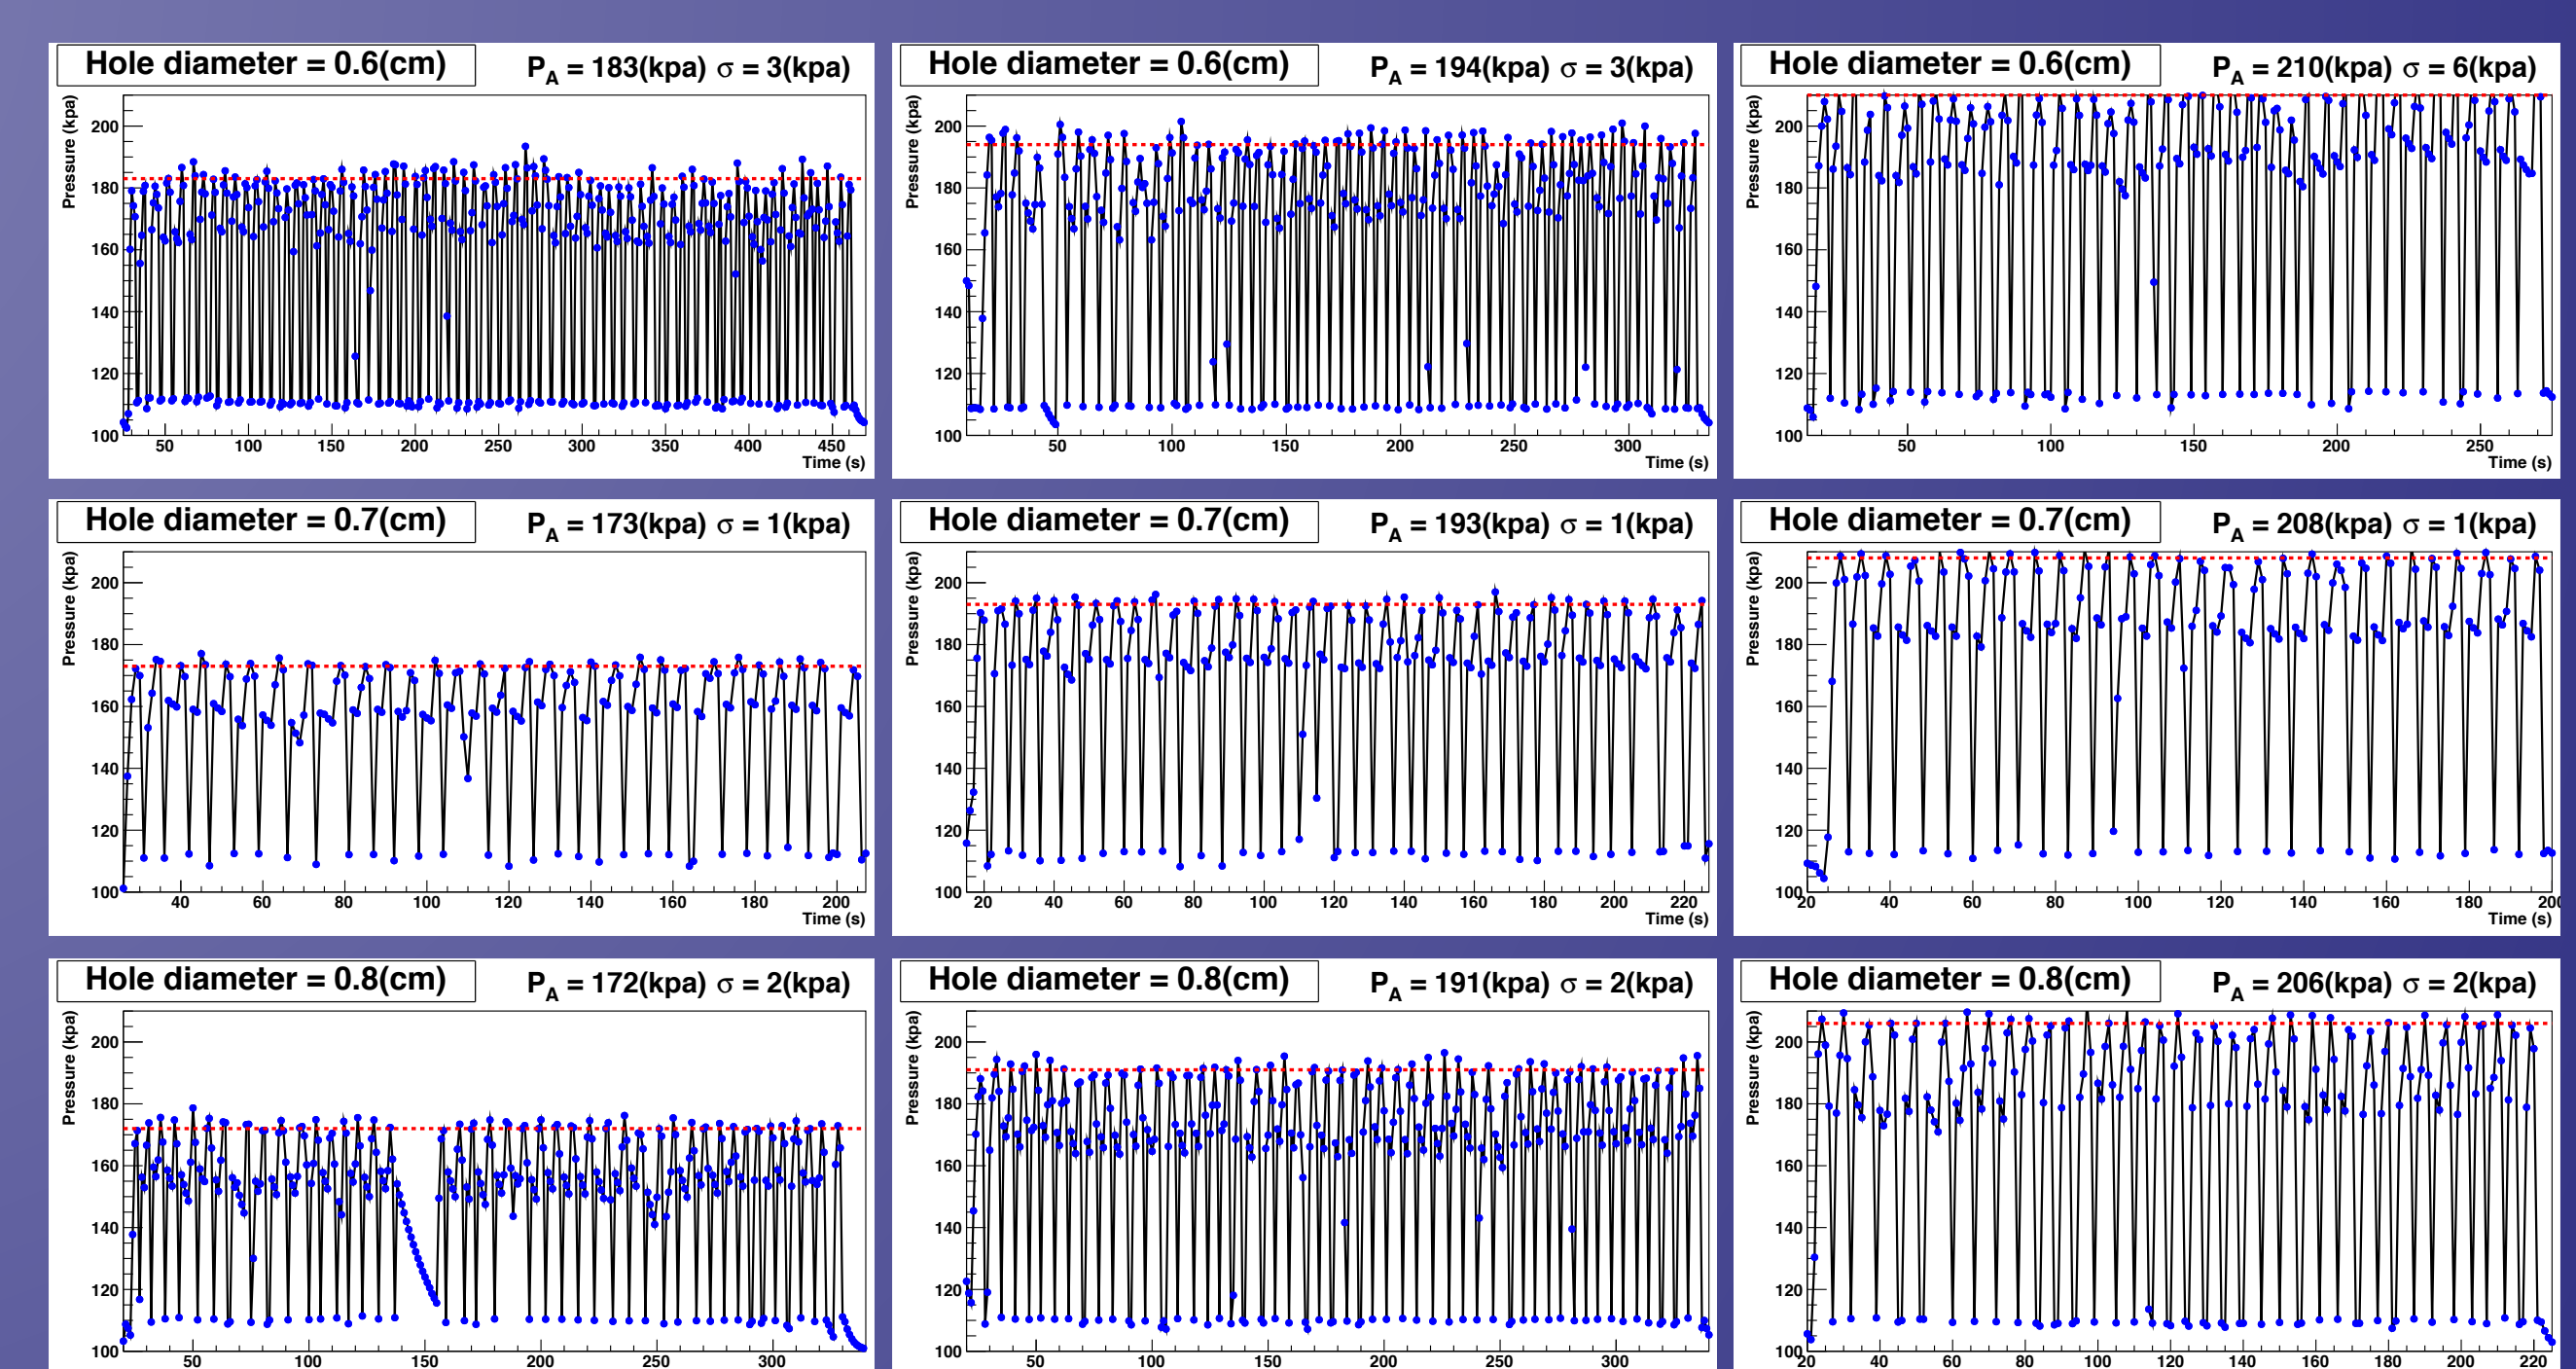 Hole diameter = 0.6(cm) P_A = 183(kpa) σ = 3(kpa)
Pressure (kpa)
200
180
160
140
120
100
50 100 150 200 250 300 350 400 450
Time (s)
Hole diameter = 0.6(cm) P_A = 194(kpa) σ = 3(kpa)
Pressure (kpa)
200
180
160
140
120
100
50 100 150 200 250 300
Time (s)
Hole diameter = 0.6(cm) P_A = 210(kpa) σ = 6(kpa)
Pressure (kpa)
200
180
160
140
120
100
50 100 150 200 250
Time (s)
Hole diameter = 0.7(cm) P_A = 173(kpa) σ = 1(kpa)
Pressure (kpa)
200
180
160
140
120
100
40 60 80 100 120 140 160 180 200
Time (s)
Hole diameter = 0.7(cm) P_A = 193(kpa) σ = 1(kpa)
Pressure (kpa)
200
180
160
140
120
100
20 40 60 80 100 120 140 160 180 200 220
Time (s)
Hole diameter = 0.7(cm) P_A = 208(kpa) σ = 1(kpa)
Pressure (kpa)
200
180
160
140
120
100
20 40 60 80 100 120 140 160 180 200
Time (s)
Hole diameter = 0.8(cm) P_A = 172(kpa) σ = 2(kpa)
Pressure (kpa)
200
180
160
140
120
100
50 100 150 200 250 300
Hole diameter = 0.8(cm) P_A = 191(kpa) σ = 2(kpa)
Pressure (kpa)
200
180
160
140
120
100
50 100 150 200 250 300
Hole diameter = 0.8(cm) P_A = 206(kpa) σ = 2(kpa)
Pressure (kpa)
200
180
160
140
120
100
20 40 60 80 100 120 140 160 180 200 220